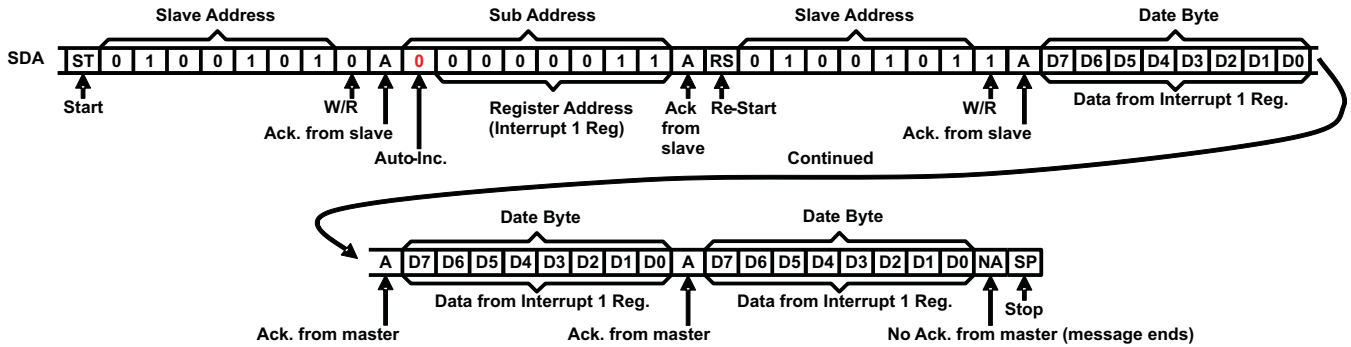 Slave Address Sub Address Slave Address Date Byte
SDA ST 0 1 0 0 1 0 1 0 A 0 0 0 0 0 0 1 1 A RS 0 1 0 0 1 0 1 1 A D7 D6 D5 D4 D3 D2 D1 D0
Start W/R Register Address Ack Re-Start W/R Data from Interrupt 1 Reg.
(Interrupt 1 Reg) from
Ack. from slave slave Ack. from slave
Auto-Inc. Continued
Date Byte Date Byte
A D7 D6 D5 D4 D3 D2 D1 D0 A D7 D6 D5 D4 D3 D2 D1 D0 NA SP
Data from Interrupt 1 Reg. Data from Interrupt 1 Reg. Stop
Ack. from master Ack. from master No Ack. from master (message ends)